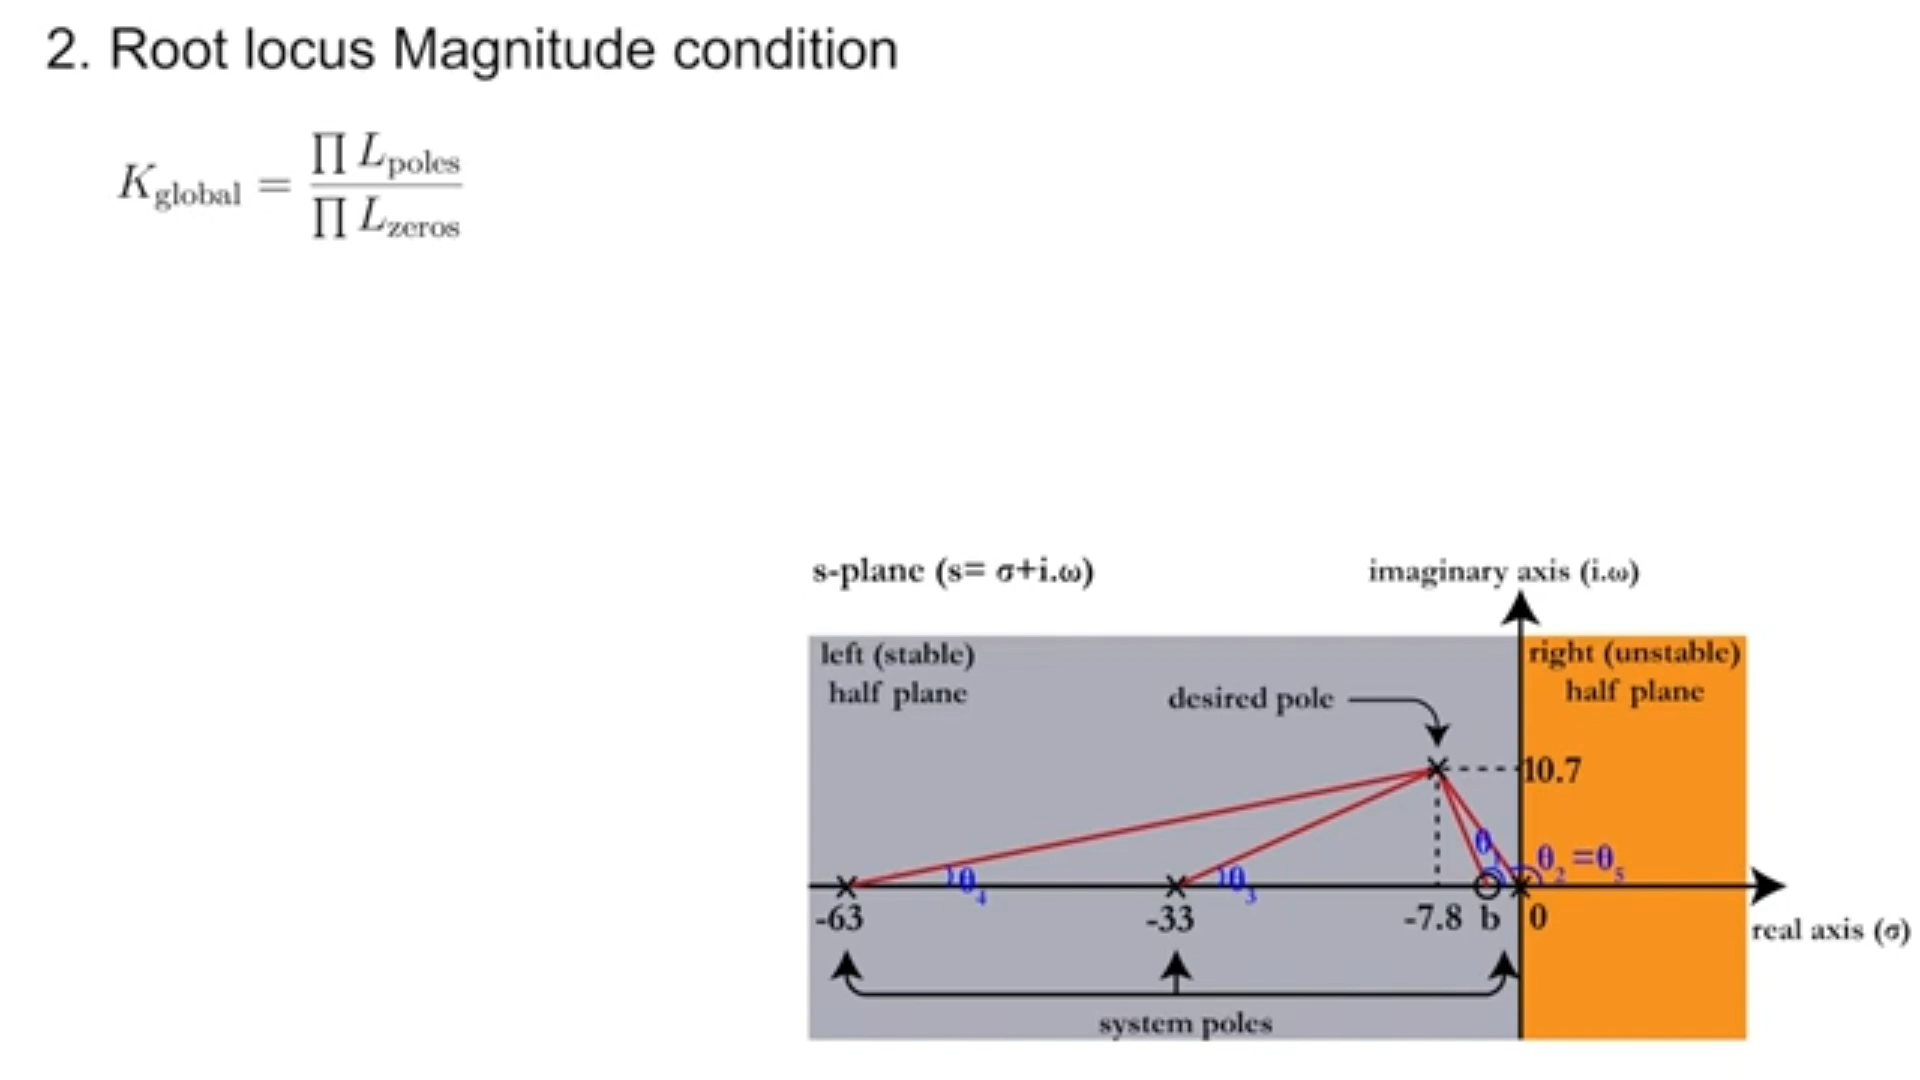 2. Root locus Magnitude condition
K_global = ∏ L_poles / ∏ L_zeros
s-plane (s= σ+i.ω)
imaginary axis (i.ω)
left (stable)
half plane
right (unstable)
half plane
desired pole
10.7
θ₄
θ₃
θ
θ₂ =θ₅
-63
-33
-7.8
b
0
real axis (σ)
system poles